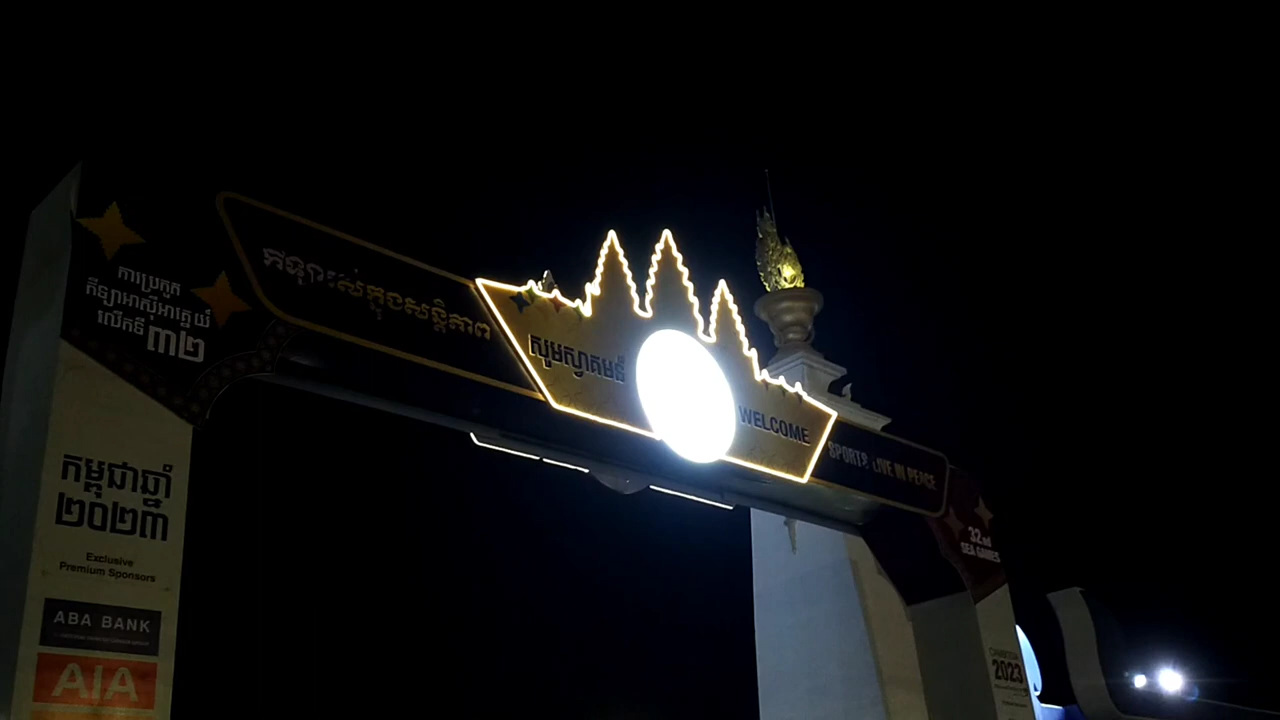 ការប្រកួត
កីឡាអាស៊ីអាគ្នេយ៍
លើកទី ៣២
កីឡារស់ក្នុងសន្តិភាព
សូមស្វាគមន៍
WELCOME
SPORTS LIVE IN PEACE
32nd
SEA GAMES
កម្ពុជាឆ្នាំ
២០២៣
Exclusive
Premium Sponsors
ABA BANK
AIA
CAMBODIA
2023